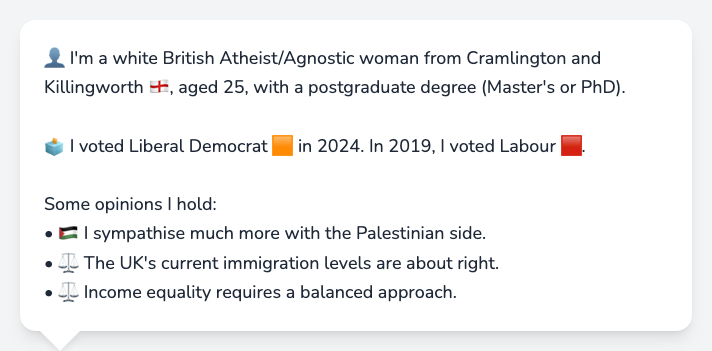 👤 I'm a white British Atheist/Agnostic woman from Cramlington and
Killingworth 🏴󠁧󠁢󠁥󠁮󠁧󠁿, aged 25, with a postgraduate degree (Master's or PhD).
🗳️ I voted Liberal Democrat 🟧 in 2024. In 2019, I voted Labour 🟥.
Some opinions I hold:
• 🇵🇸 I sympathise much more with the Palestinian side.
• ⚖️ The UK's current immigration levels are about right.
• ⚖️ Income equality requires a balanced approach.